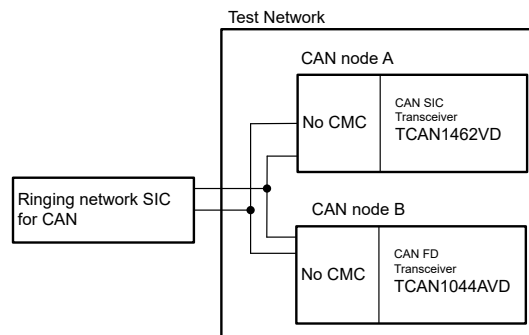 Test Network
CAN node A
No CMC
CAN SIC
Transceiver
TCAN1462VD
Ringing network SIC
for CAN
CAN node B
No CMC
CAN FD
Transceiver
TCAN1044AVD